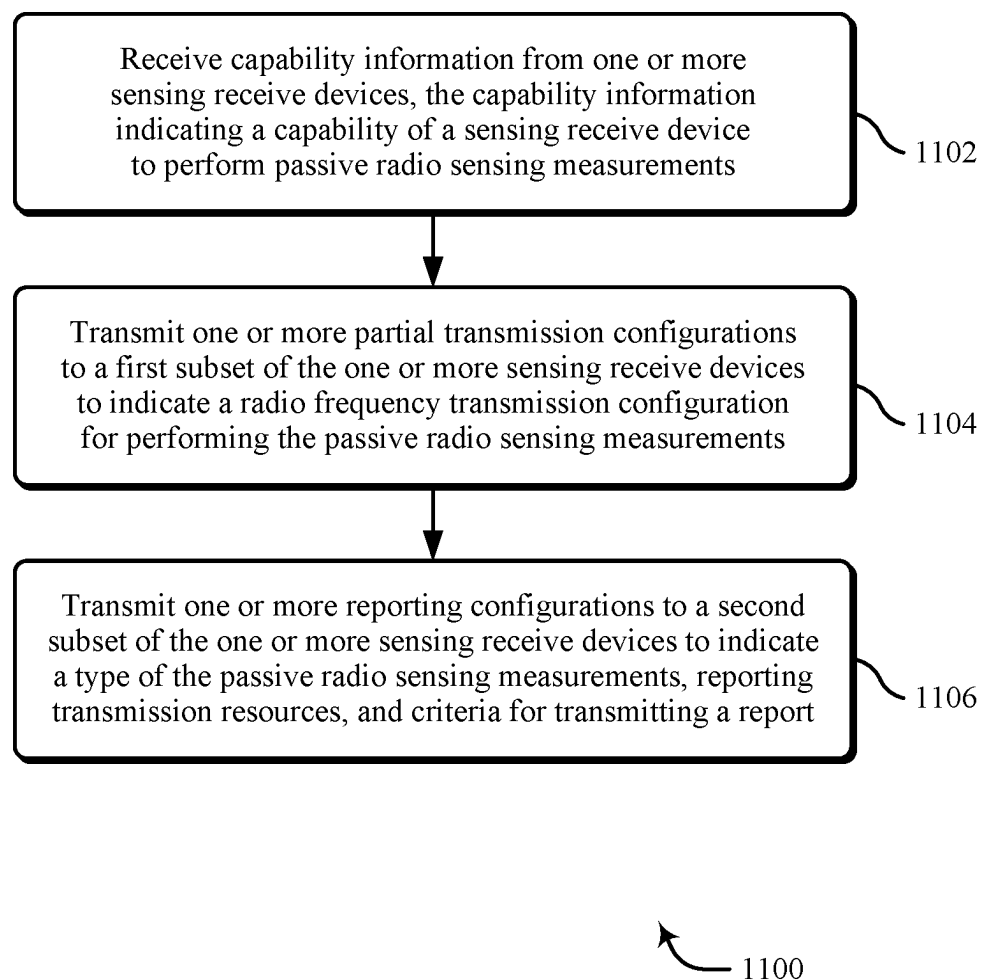 Receive capability information from one or more
sensing receive devices, the capability information
indicating a capability of a sensing receive device
to perform passive radio sensing measurements
1102
Transmit one or more partial transmission configurations
to a first subset of the one or more sensing receive devices
to indicate a radio frequency transmission configuration
for performing the passive radio sensing measurements
1104
Transmit one or more reporting configurations to a second
subset of the one or more sensing receive devices to indicate
a type of the passive radio sensing measurements, reporting
transmission resources, and criteria for transmitting a report
1106
1100